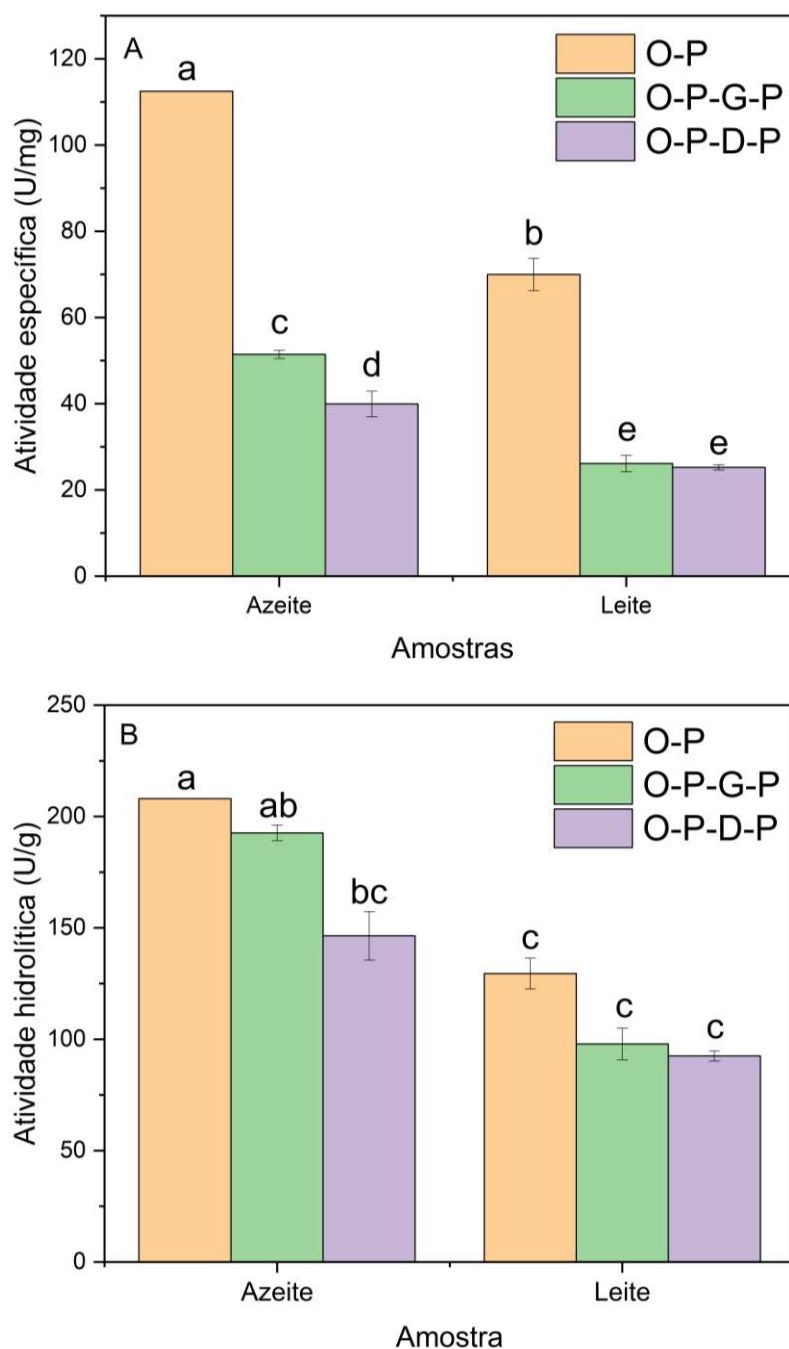 A
O-P
O-P-G-P
O-P-D-P
a
b
c
d
e
e
Atividade específica (U/mg)
120
100
80
60
40
20
0
Azeite
Leite
Amostras
B
O-P
O-P-G-P
O-P-D-P
a
ab
bc
c
c
c
Atividade hidrolítica (U/g)
250
200
150
100
50
0
Azeite
Leite
Amostra